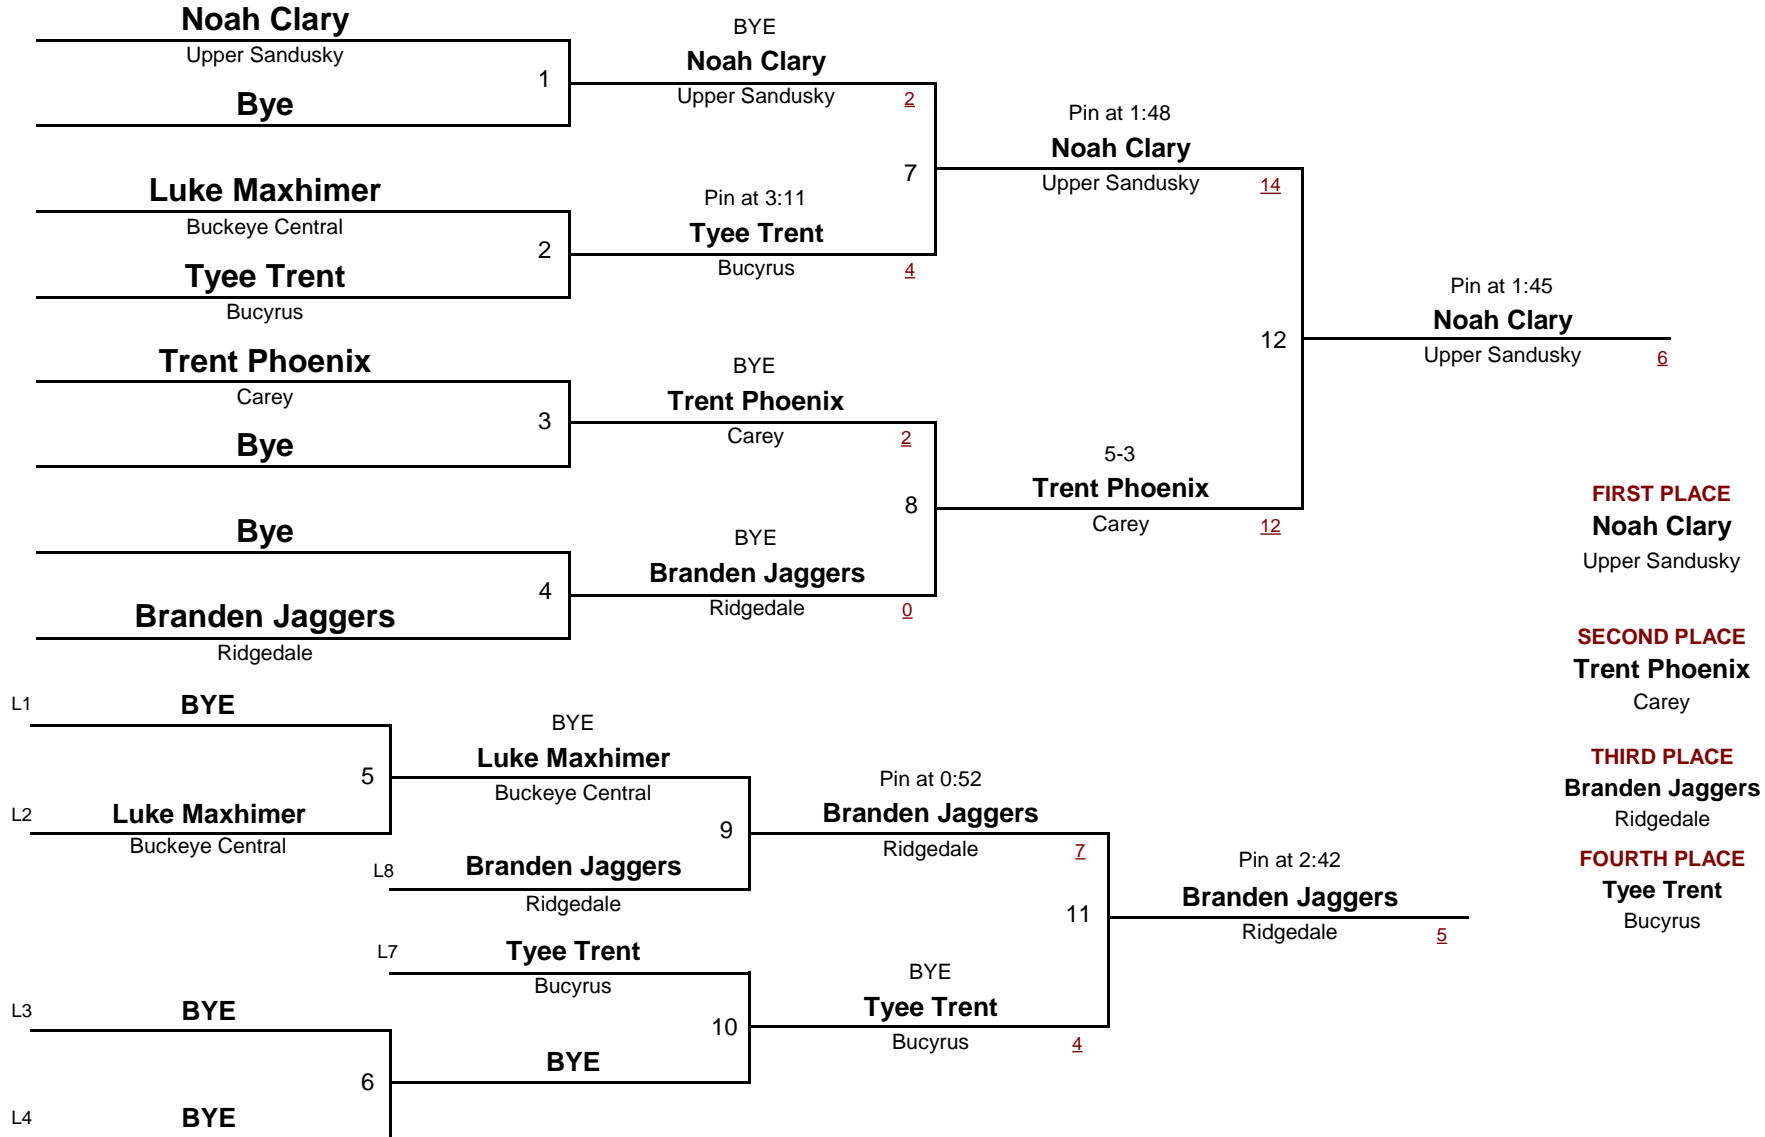 Noah Clary
Upper Sandusky
1
Bye
BYE
Noah Clary
Upper Sandusky
2
Luke Maxhimer
Buckeye Central
2
Tyee Trent
Bucyrus
Pin at 3:11
Tyee Trent
Bucyrus
4
7
Pin at 1:48
Noah Clary
Upper Sandusky
14
Trent Phoenix
Carey
3
Bye
BYE
Trent Phoenix
Carey
2
Bye
4
Branden Jaggers
Ridgedale
BYE
Branden Jaggers
Ridgedale
0
8
5-3
Trent Phoenix
Carey
12
12
Pin at 1:45
Noah Clary
Upper Sandusky
6
FIRST PLACE
Noah Clary
Upper Sandusky
SECOND PLACE
Trent Phoenix
Carey
THIRD PLACE
Branden Jaggers
Ridgedale
FOURTH PLACE
Tyee Trent
Bucyrus
L1
BYE
5
L2
Luke Maxhimer
Buckeye Central
BYE
Luke Maxhimer
Buckeye Central
9
L8
Branden Jaggers
Ridgedale
Pin at 0:52
Branden Jaggers
Ridgedale
7
L7
Tyee Trent
Bucyrus
10
BYE
L3
BYE
6
L4
BYE
BYE
Tyee Trent
Bucyrus
4
11
Pin at 2:42
Branden Jaggers
Ridgedale
5